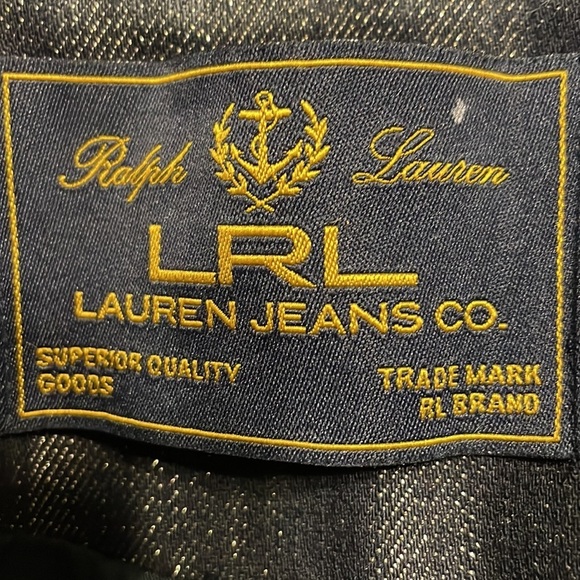 Ralph Lauren
LRL
LAUREN JEANS CO.
SUPERIOR QUALITY GOODS
TRADE MARK RL BRAND